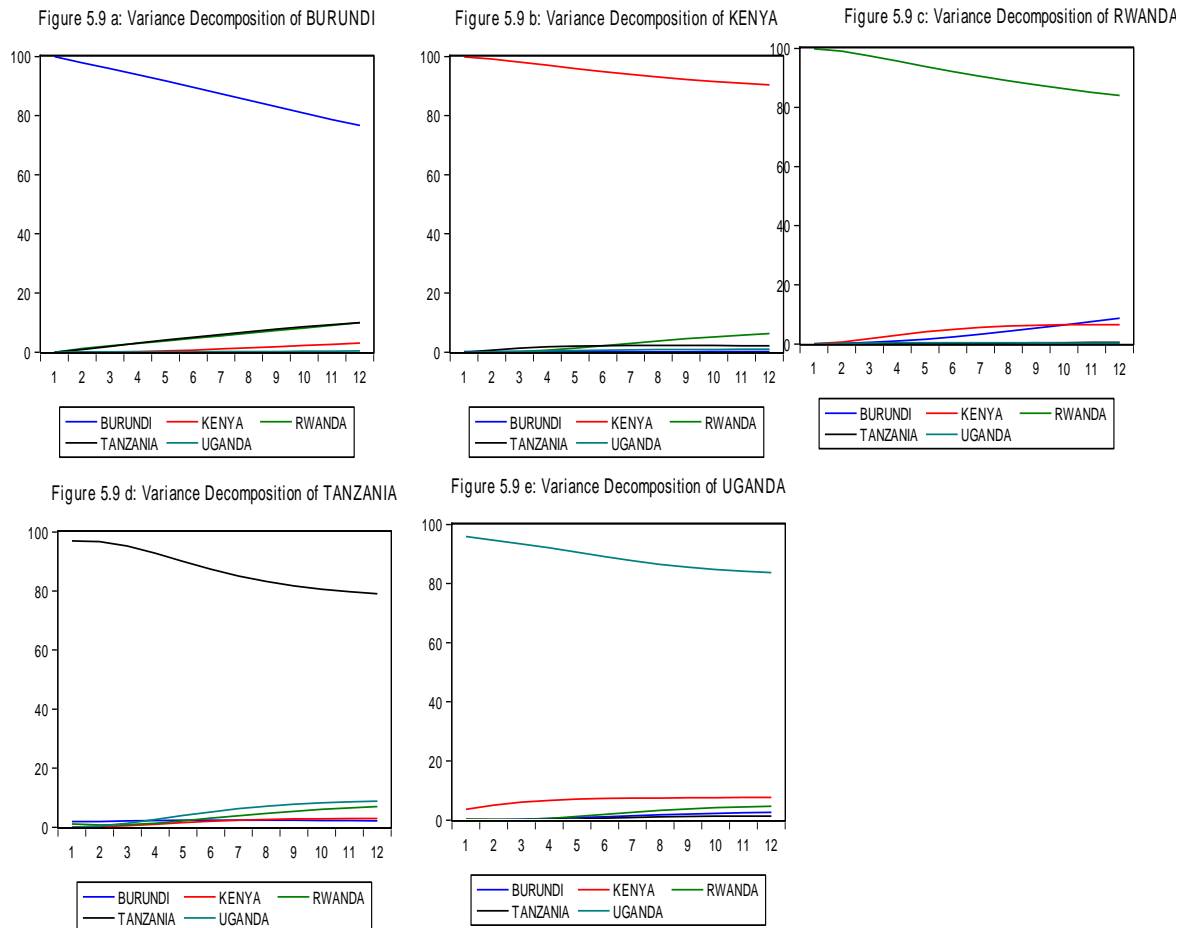 Figure 5.9 a: Variance Decomposition of BURUNDI
100
80
60
40
20
0
1 2 3 4 5 6 7 8 9 10 11 12
BURUNDI KENYA RWANDA
TANZANIA UGANDA
Figure 5.9 b: Variance Decomposition of KENYA
100
80
60
40
20
0
1 2 3 4 5 6 7 8 9 10 11 12
BURUNDI KENYA RWANDA
TANZANIA UGANDA
Figure 5.9 c: Variance Decomposition of RWANDA
100
80
60
40
20
0
1 2 3 4 5 6 7 8 9 10 11 12
BURUNDI KENYA RWANDA
TANZANIA UGANDA
Figure 5.9 d: Variance Decomposition of TANZANIA
100
80
60
40
20
0
1 2 3 4 5 6 7 8 9 10 11 12
BURUNDI KENYA RWANDA
TANZANIA UGANDA
Figure 5.9 e: Variance Decomposition of UGANDA
100
80
60
40
20
0
1 2 3 4 5 6 7 8 9 10 11 12
BURUNDI KENYA RWANDA
TANZANIA UGANDA